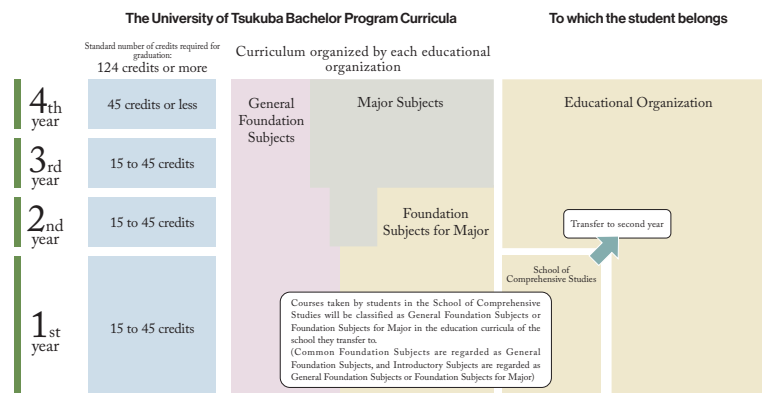 The University of Tsukuba Bachelor Program Curricula
To which the student belongs
Standard number of credits required for
graduation:
124 credits or more
Curriculum organized by each educational
organization
4th
year
45 credits or less
General
Foundation
Subjects
Major Subjects
Educational Organization
3rd
year
15 to 45 credits
2nd
year
15 to 45 credits
Foundation
Subjects for Major
Transfer to second year
School of
Comprehensive Studies
1st
year
15 to 45 credits
Courses taken by students in the School of Comprehensive
Studies will be classified as General Foundation Subjects or
Foundation Subjects for Major in the education curricula of the
school they transfer to.
(Common Foundation Subjects are regarded as General
Foundation Subjects, and Introductory Subjects are regarded as
General Foundation Subjects or Foundation Subjects for Major)